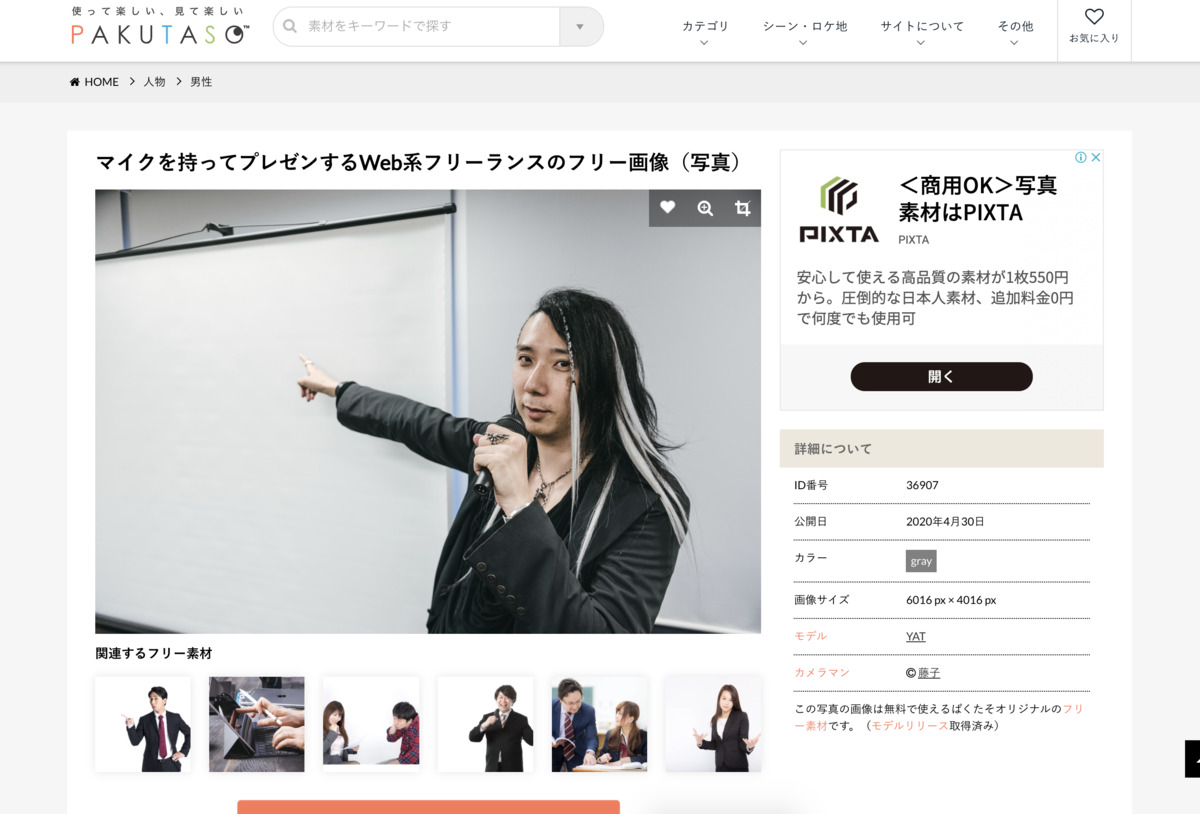 使って楽しい、見て楽しい
PAKUTASO™
素材をキーワードで探す
カテゴリ
シーン・ロケ地
サイトについて
その他
お気に入り
HOME > 人物 > 男性
マイクを持ってプレゼンするWeb系フリーランスのフリー画像（写真）
＜商用OK＞写真
素材はPIXTA
PIXTA
PIXTA
安心して使える高品質の素材が1枚550円
から。圧倒的な日本人素材、追加料金0円
で何度でも使用可
開く
詳細について
ID番号 36907
公開日 2020年4月30日
カラー gray
画像サイズ 6016 px × 4016 px
モデル YAT
カメラマン ©藤子
この写真の画像は無料で使えるぱくたそオリジナルのフリ
ー素材です。（モデルリリース取得済み）
関連するフリー素材